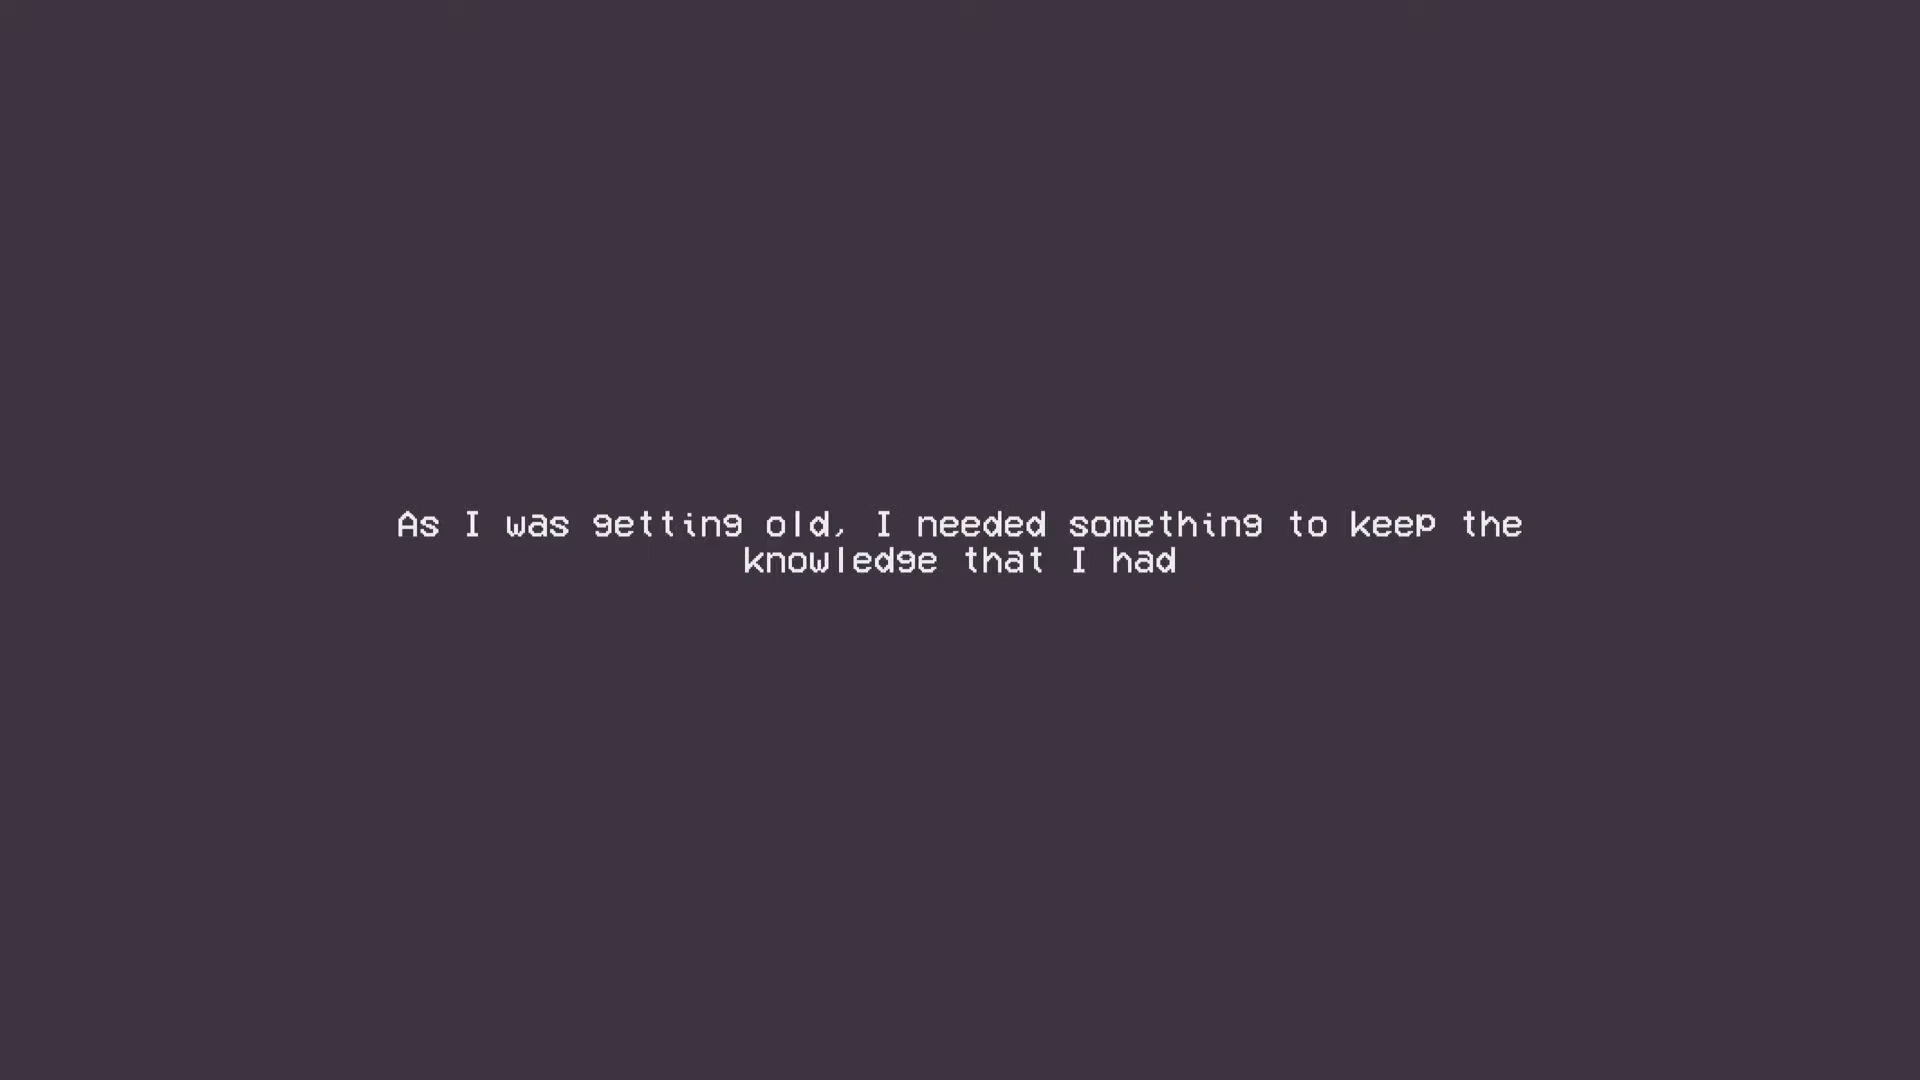 As I was getting old, I needed something to keep the
knowledge that I had